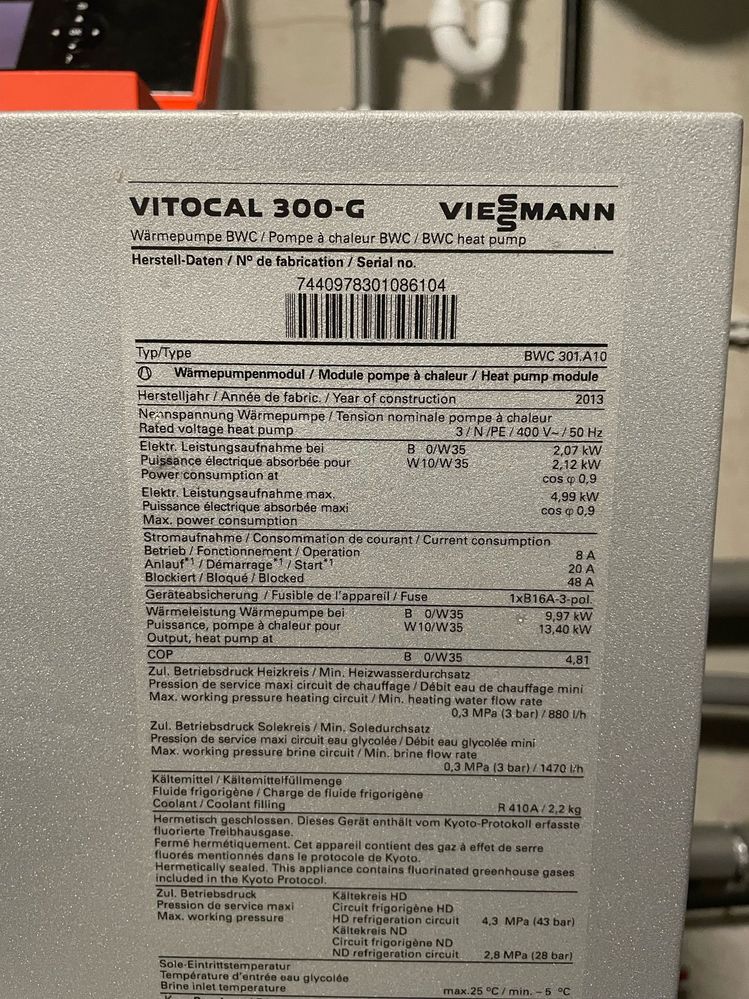 VITOCAL 300-G VIESSMANN
Wärmepumpe BWC / Pompe à chaleur BWC / BWC heat pump
Herstell-Daten / Nº de fabrication / Serial no.
7440978301086104
Typ/Type BWC 301.A10
Wärmepumpenmodul / Module pompe à chaleur / Heat pump module
Herstelljahr / Année de fabric. / Year of construction 2013
Nennspannung Wärmepumpe / Tension nominale pompe à chaleur
Rated voltage heat pump 3 / N /PE / 400 V~ / 50 Hz
Elektr. Leistungsaufnahme bei B 0/W35 2,07 kW
Puissance électrique absorbée pour W10/W35 2,12 kW
Power consumption at cos φ 0,9
Elektr. Leistungsaufnahme max. 4,99 kW
Puissance électrique absorbée maxi cos φ 0,9
Max. power consumption
Stromaufnahme / Consommation de courant / Current consumption
Betrieb / Fonctionnement / Operation 8 A
Anlauf*1 / Démarrage*1 / Start*1 20 A
Blockiert / Bloqué / Blocked 48 A
Geräteabsicherung / Fusible de l'appareil / Fuse 1xB16A-3-pol.
Wärmeleistung Wärmepumpe bei B 0/W35 9,97 kW
Puissance, pompe à chaleur pour W10/W35 13,40 kW
Output, heat pump at
COP B 0/W35 4,81
Zul. Betriebsdruck Heizkreis / Min. Heizwasserdurchsatz
Pression de service maxi circuit de chauffage / Débit eau de chauffage mini
Max. working pressure heating circuit / Min. heating water flow rate
0,3 MPa (3 bar) / 880 l/h
Zul. Betriebsdruck Solekreis / Min. Soledurchsatz
Pression de service maxi circuit eau glycolée / Débit eau glycolée mini
Max. working pressure brine circuit / Min. brine flow rate
0,3 MPa (3 bar) / 1470 l/h
Kältemittel / Kältemittelfüllmenge
Fluide frigorigène / Charge de fluide frigorigène
Coolant / Coolant filling R 410A / 2,2 kg
Hermetisch geschlossen. Dieses Gerät enthält vom Kyoto-Protokoll erfasste
fluorierte Treibhausgase.
Fermé hermétiquement. Cet appareil contient des gaz à effet de serre
fluorés mentionnés dans le protocole de Kyoto.
Hermetically sealed. This appliance contains fluorinated greenhouse gases
included in the Kyoto Protocol.
Zul. Betriebsdruck Kältekreis HD
Pression de service maxi Circuit frigorigène HD
Max. working pressure HD refrigeration circuit 4,3 MPa (43 bar)
Kältekreis ND
Circuit frigorigène ND
ND refrigeration circuit 2,8 MPa (28 bar)
Sole-Eintrittstemperatur
Température d'entrée eau glycolée
Brine inlet temperature max.25 ºC / min. – 5 ºC